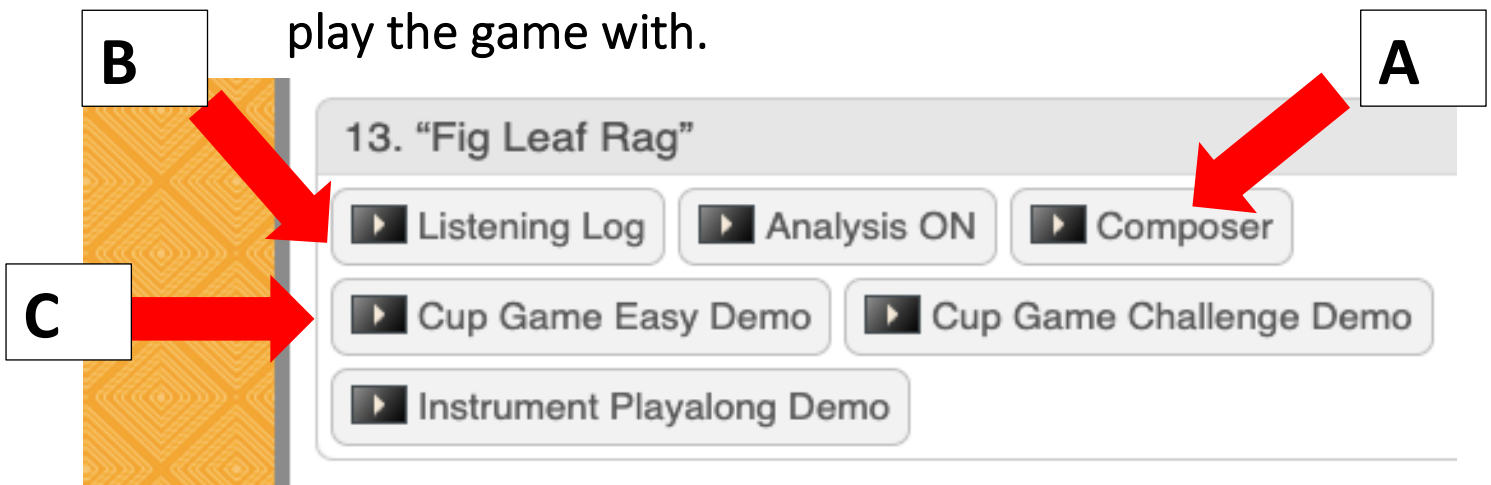 play the game with.
B
A
13. “Fig Leaf Rag”
Listening Log Analysis ON Composer
C
Cup Game Easy Demo Cup Game Challenge Demo
Instrument Playalong Demo